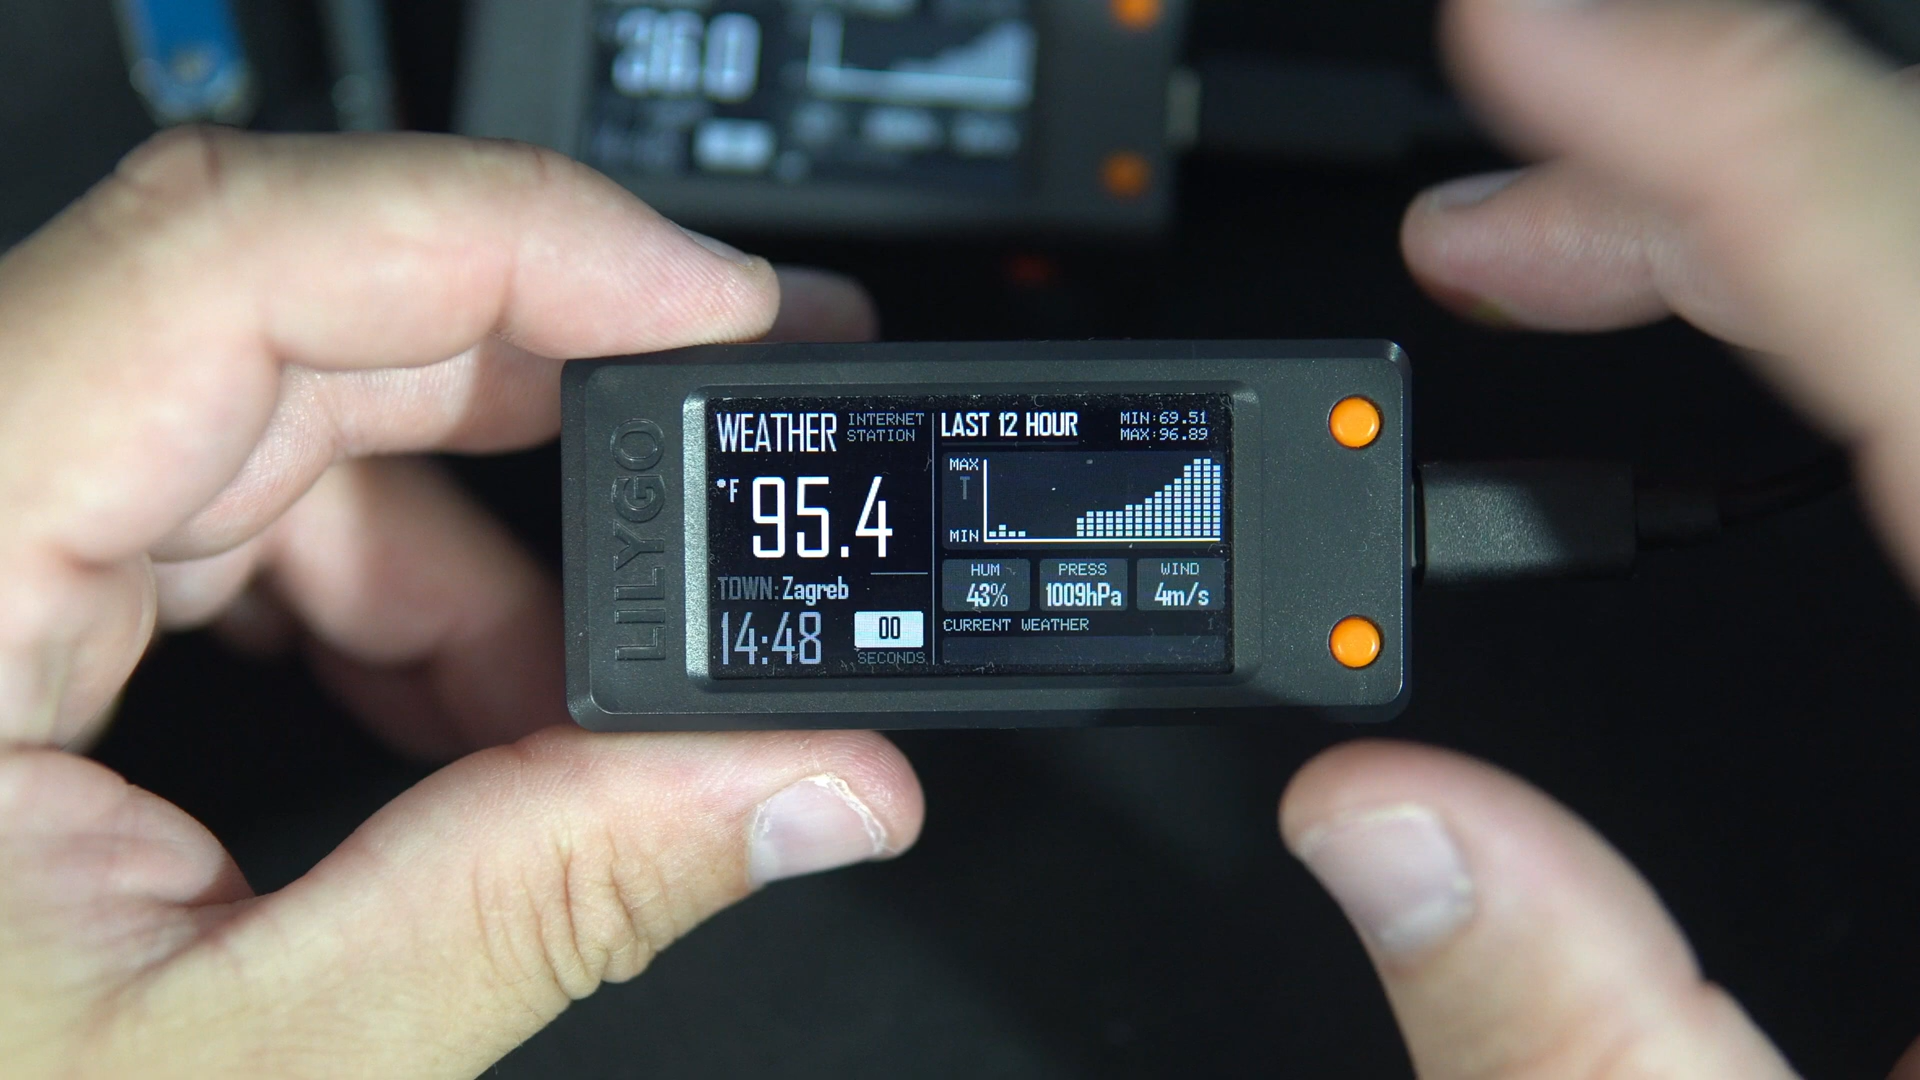 360
LILYGO
WEATHER
INTERNET
STATION
°F 95.4
TOWN: Zagreb
14:48
00
SECONDS
LAST 12 HOUR
MIN:69.51
MAX:96.89
MAX
T
MIN
HUM
43%
PRESS
1009hPa
WIND
4m/s
CURRENT WEATHER